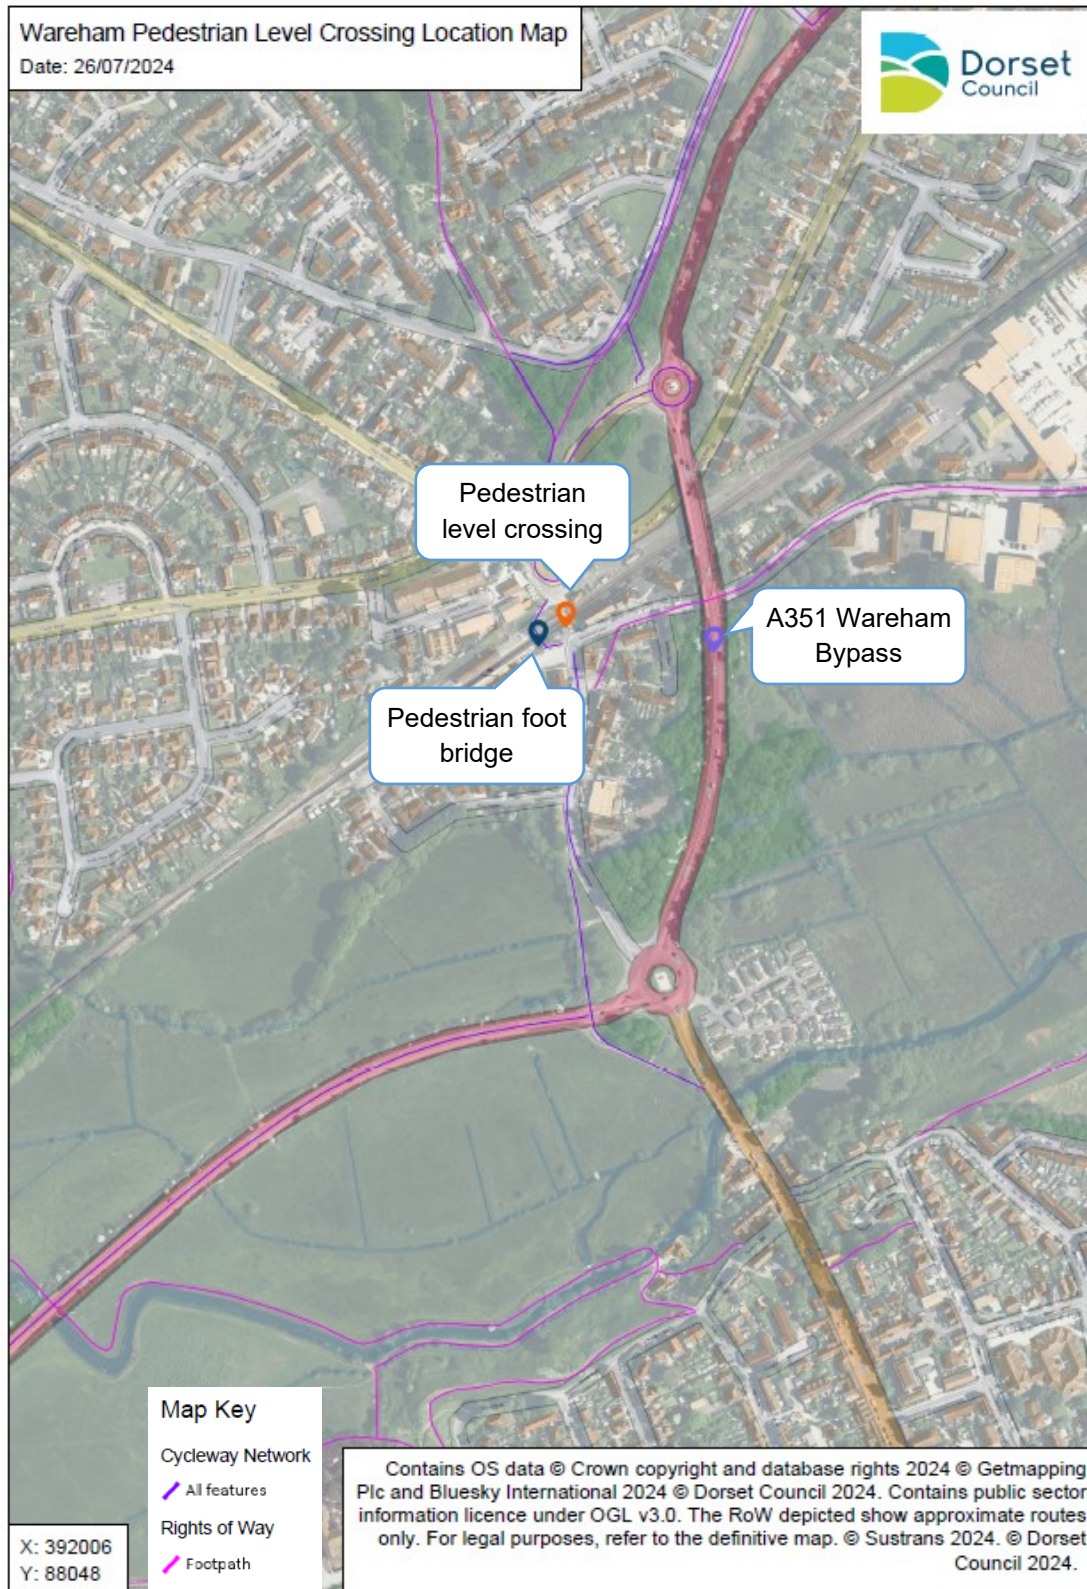 Wareham Pedestrian Level Crossing Location Map
Date: 26/07/2024
Dorset
Council
Pedestrian
level crossing
A351 Wareham
Bypass
Pedestrian foot
bridge
Map Key
Cycleway Network
All features
Rights of Way
Footpath
X: 392006
Y: 88048
Contains OS data © Crown copyright and database rights 2024 © Getmapping
Plc and Bluesky International 2024 © Dorset Council 2024. Contains public sector
information licence under OGL v3.0. The RoW depicted show approximate routes
only. For legal purposes, refer to the definitive map. © Sustrans 2024. © Dorset
Council 2024.